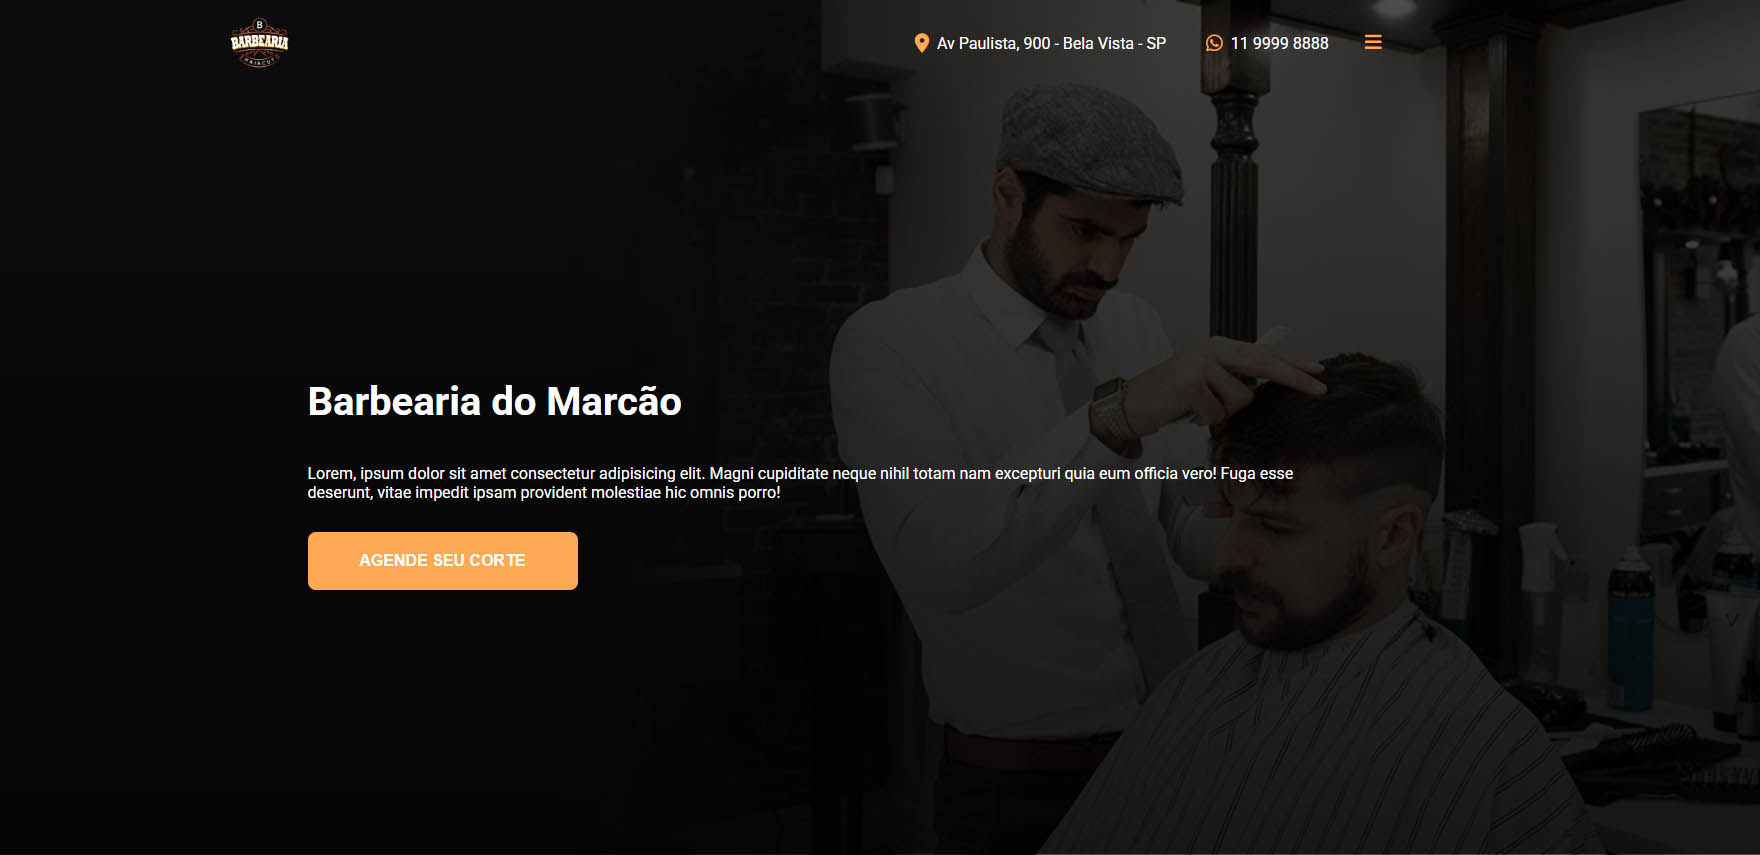 B
BARBEARIA
HAIRCUT
Av Paulista, 900 - Bela Vista - SP
11 9999 8888
Barbearia do Marcão
Lorem, ipsum dolor sit amet consectetur adipisicing elit. Magni cupiditate neque nihil totam nam excepturi quia eum officia vero! Fuga esse
deserunt, vitae impedit ipsam provident molestiae hic omnis porro!
AGENDE SEU CORTE